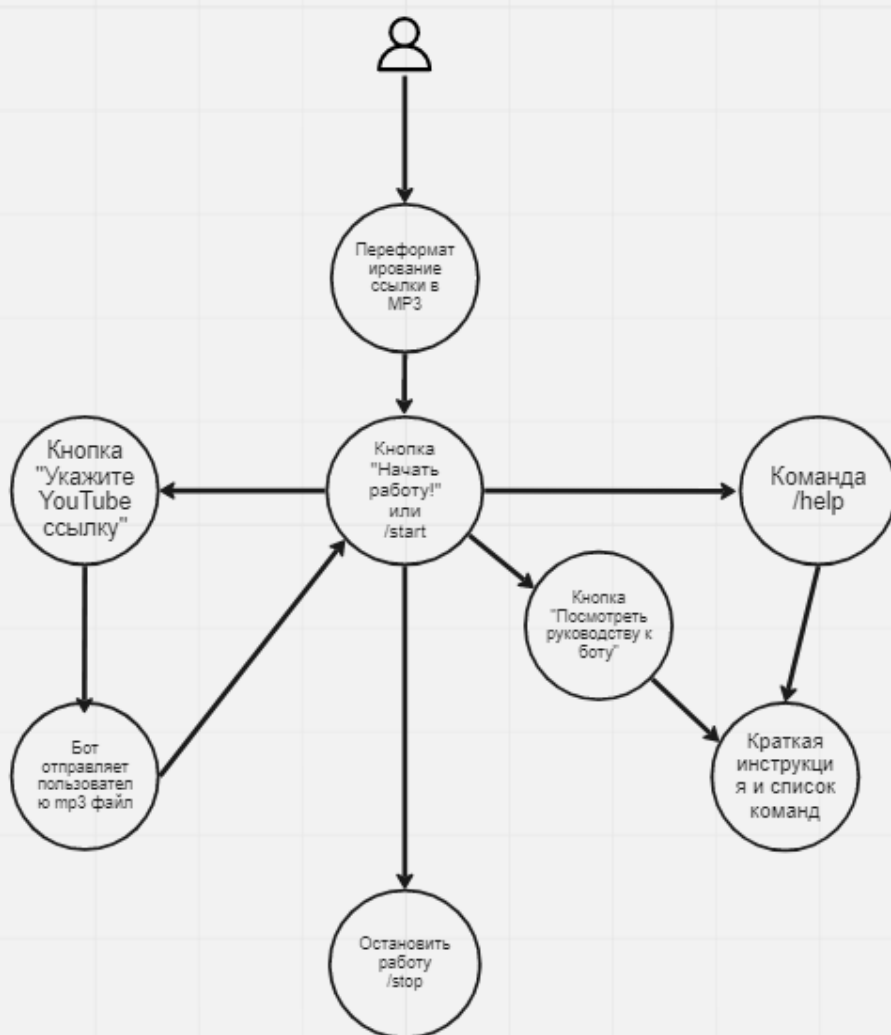 Переформат
ирование
ссылки в
MP3
Кнопка
"Укажите
YouTube
ссылку"
Кнопка
"Начать
работу!"
или
/start
Команда
/help
Кнопка
"Посмотреть
руководству к
боту"
Бот
отправляет
пользовател
ю mp3 файл
Краткая
инструкци
я и список
команд
Остановить
работу
/stop